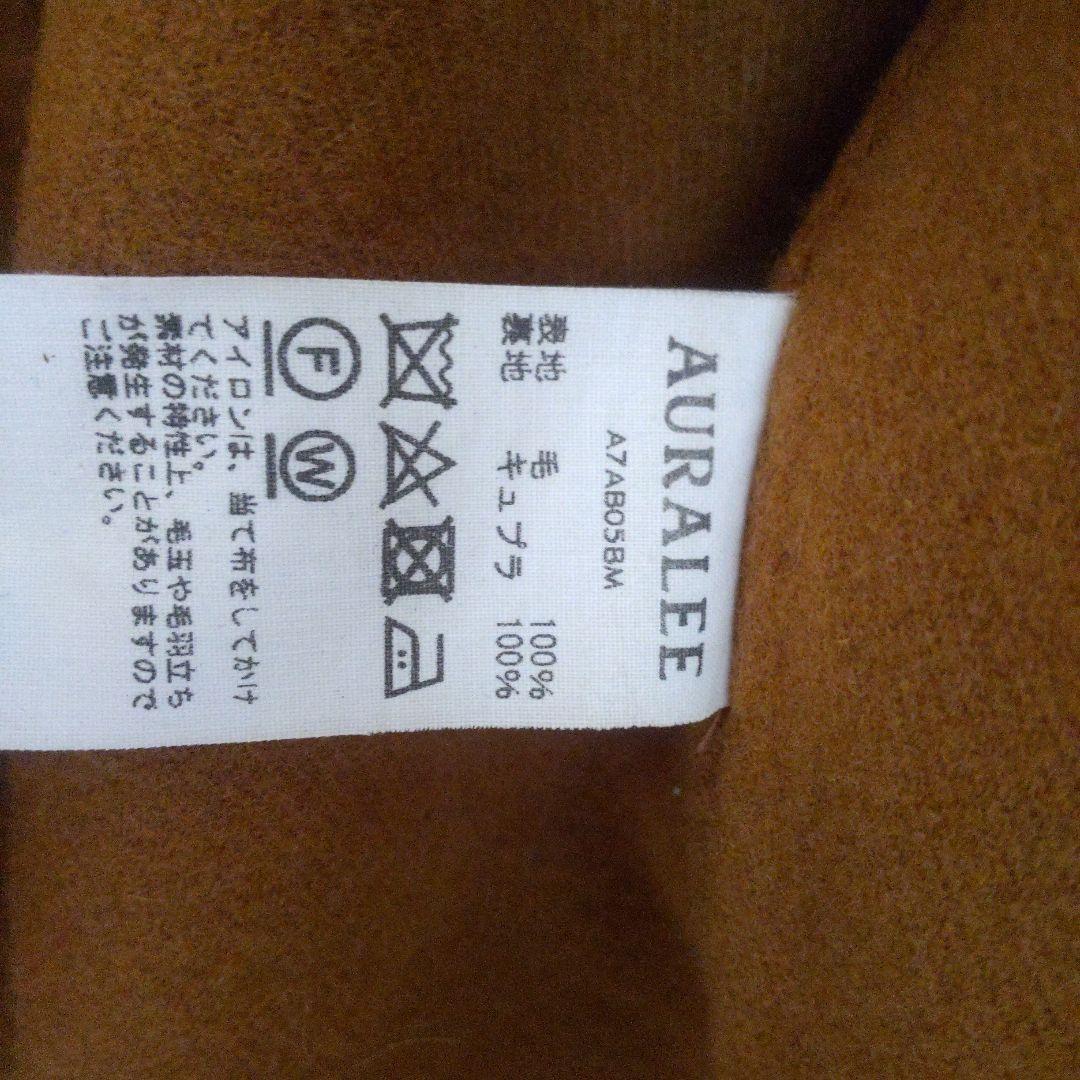 AURALEE
A7AB05BM
表地 毛 100%
裏地 キュプラ 100%
F W
アイロンは、当て布をしてかけ
てください。
素材の特性上、毛玉や毛羽立ち
が発生することがありますので
ご注意ください。